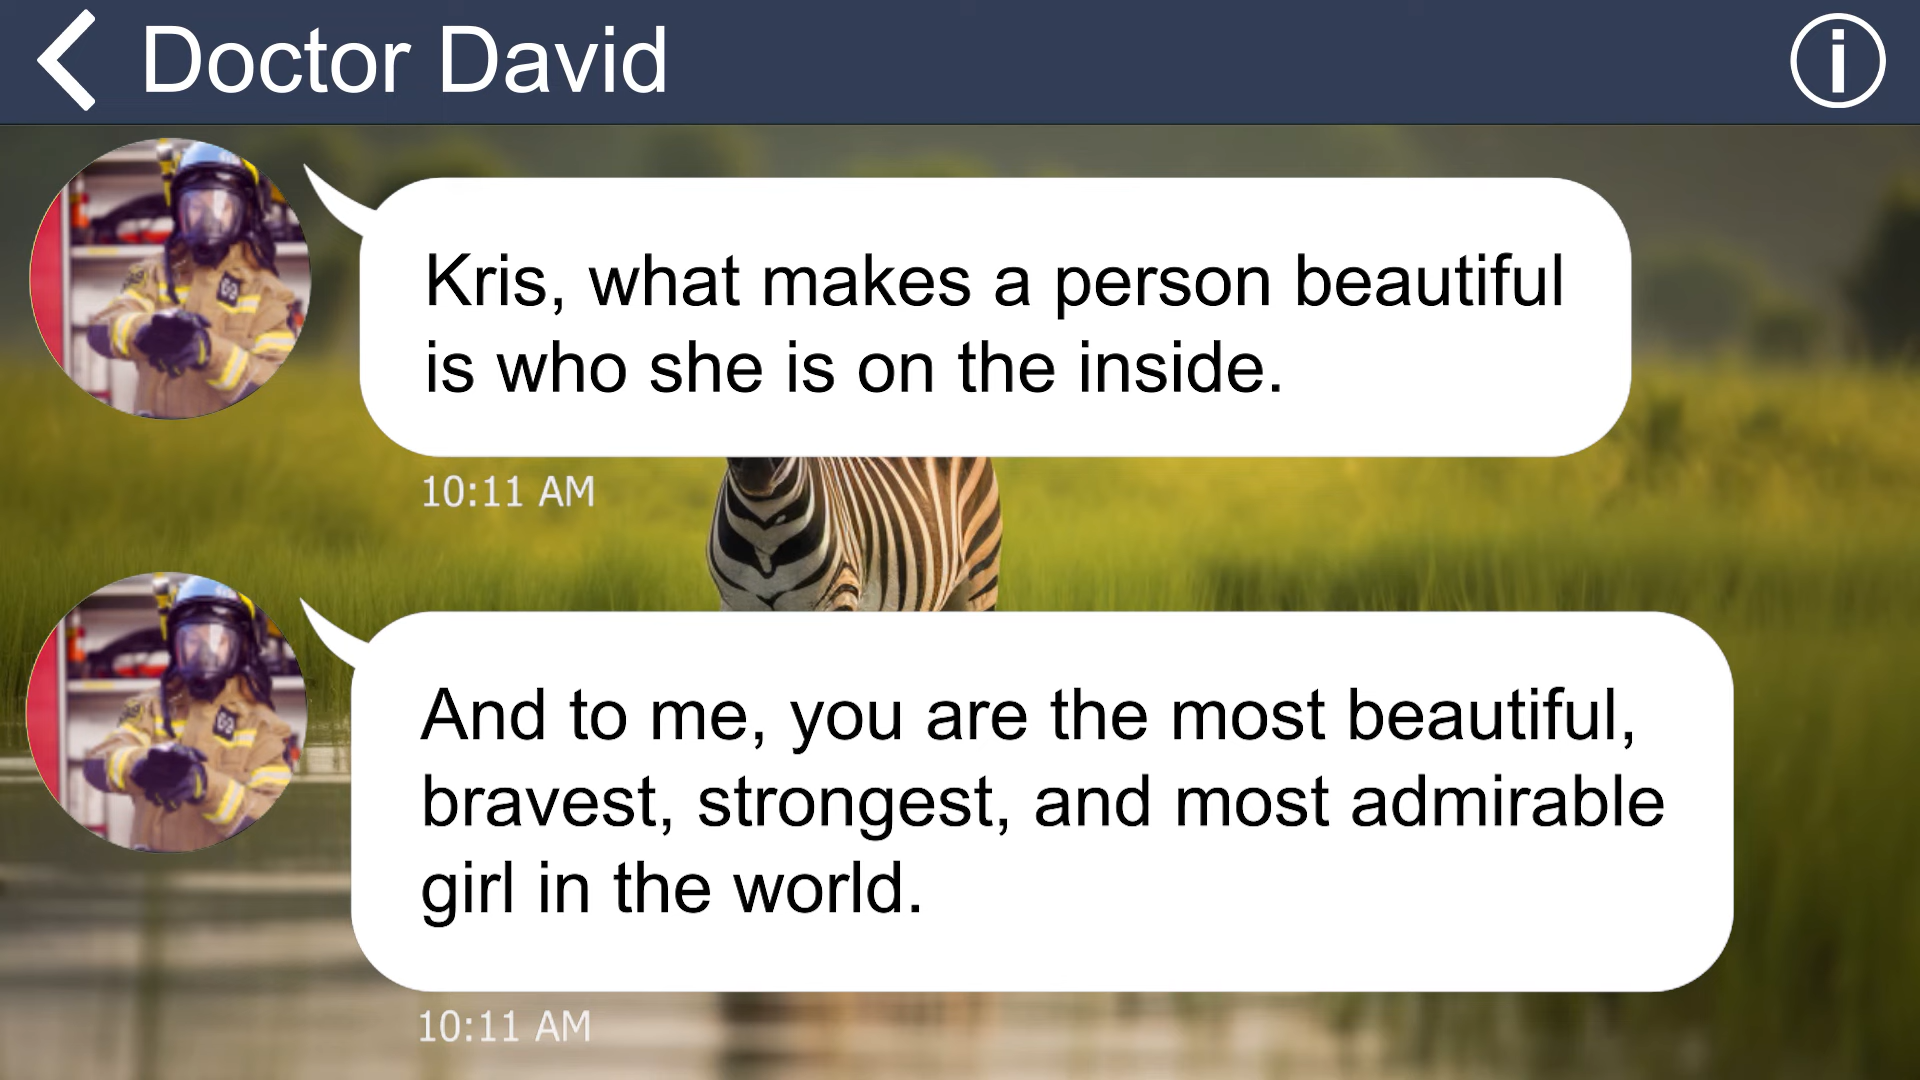 Doctor David
Kris, what makes a person beautiful
is who she is on the inside.
10:11 AM
And to me, you are the most beautiful,
bravest, strongest, and most admirable
girl in the world.
10:11 AM